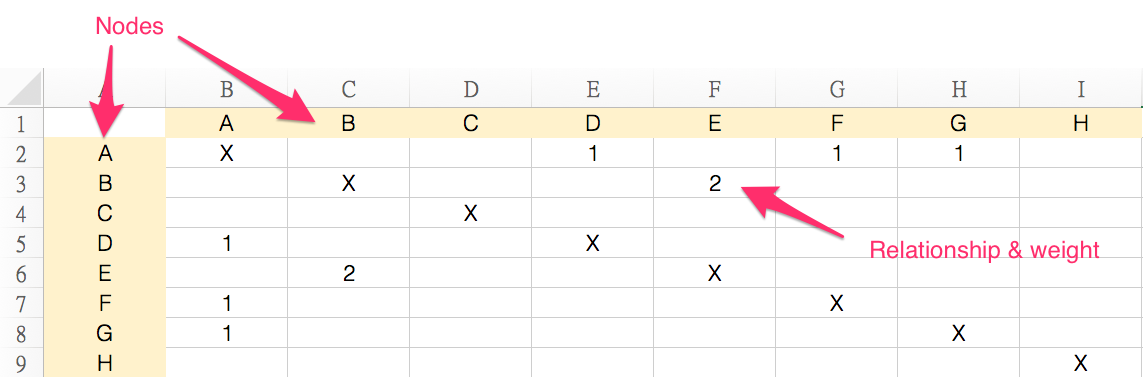 Nodes
A B C D E F G H I
1 A B C D E F G H
2 A X 1 1 1
3 B X 2
4 C X
5 D 1 X
Relationship & weight
6 E 2 X
7 F 1 X
8 G 1 X
9 H X